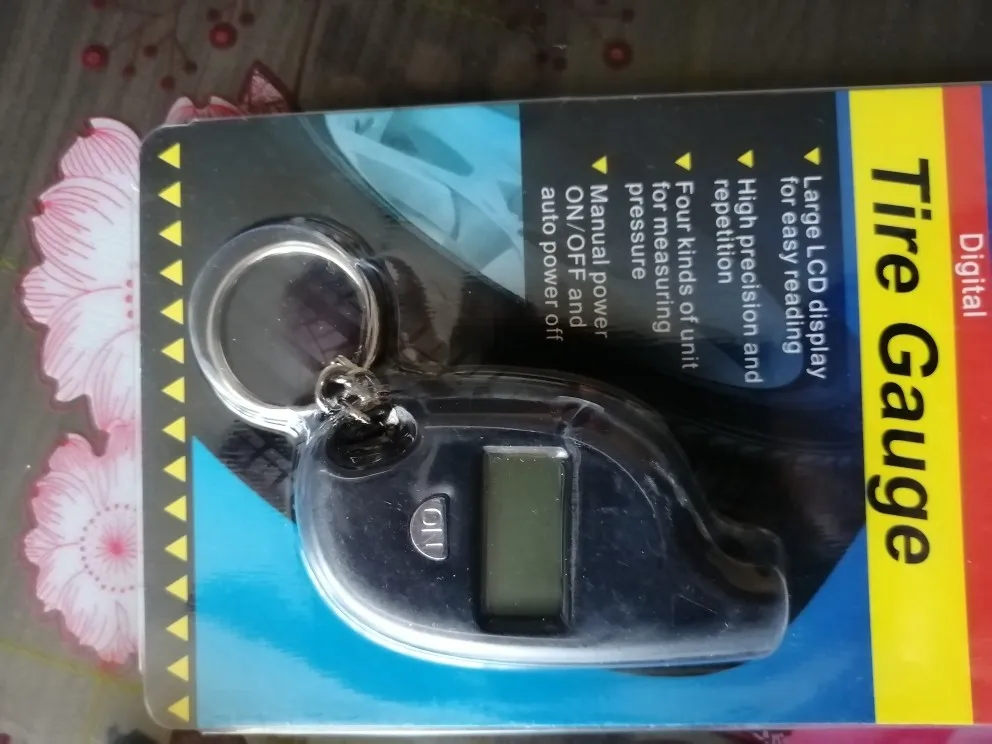 Digital
Tire Gauge
Large LCD display
for easy reading
High precision and
repetition
Four kinds of unit
for measuring
pressure
Manual power
ON/OFF and
auto power off
ON